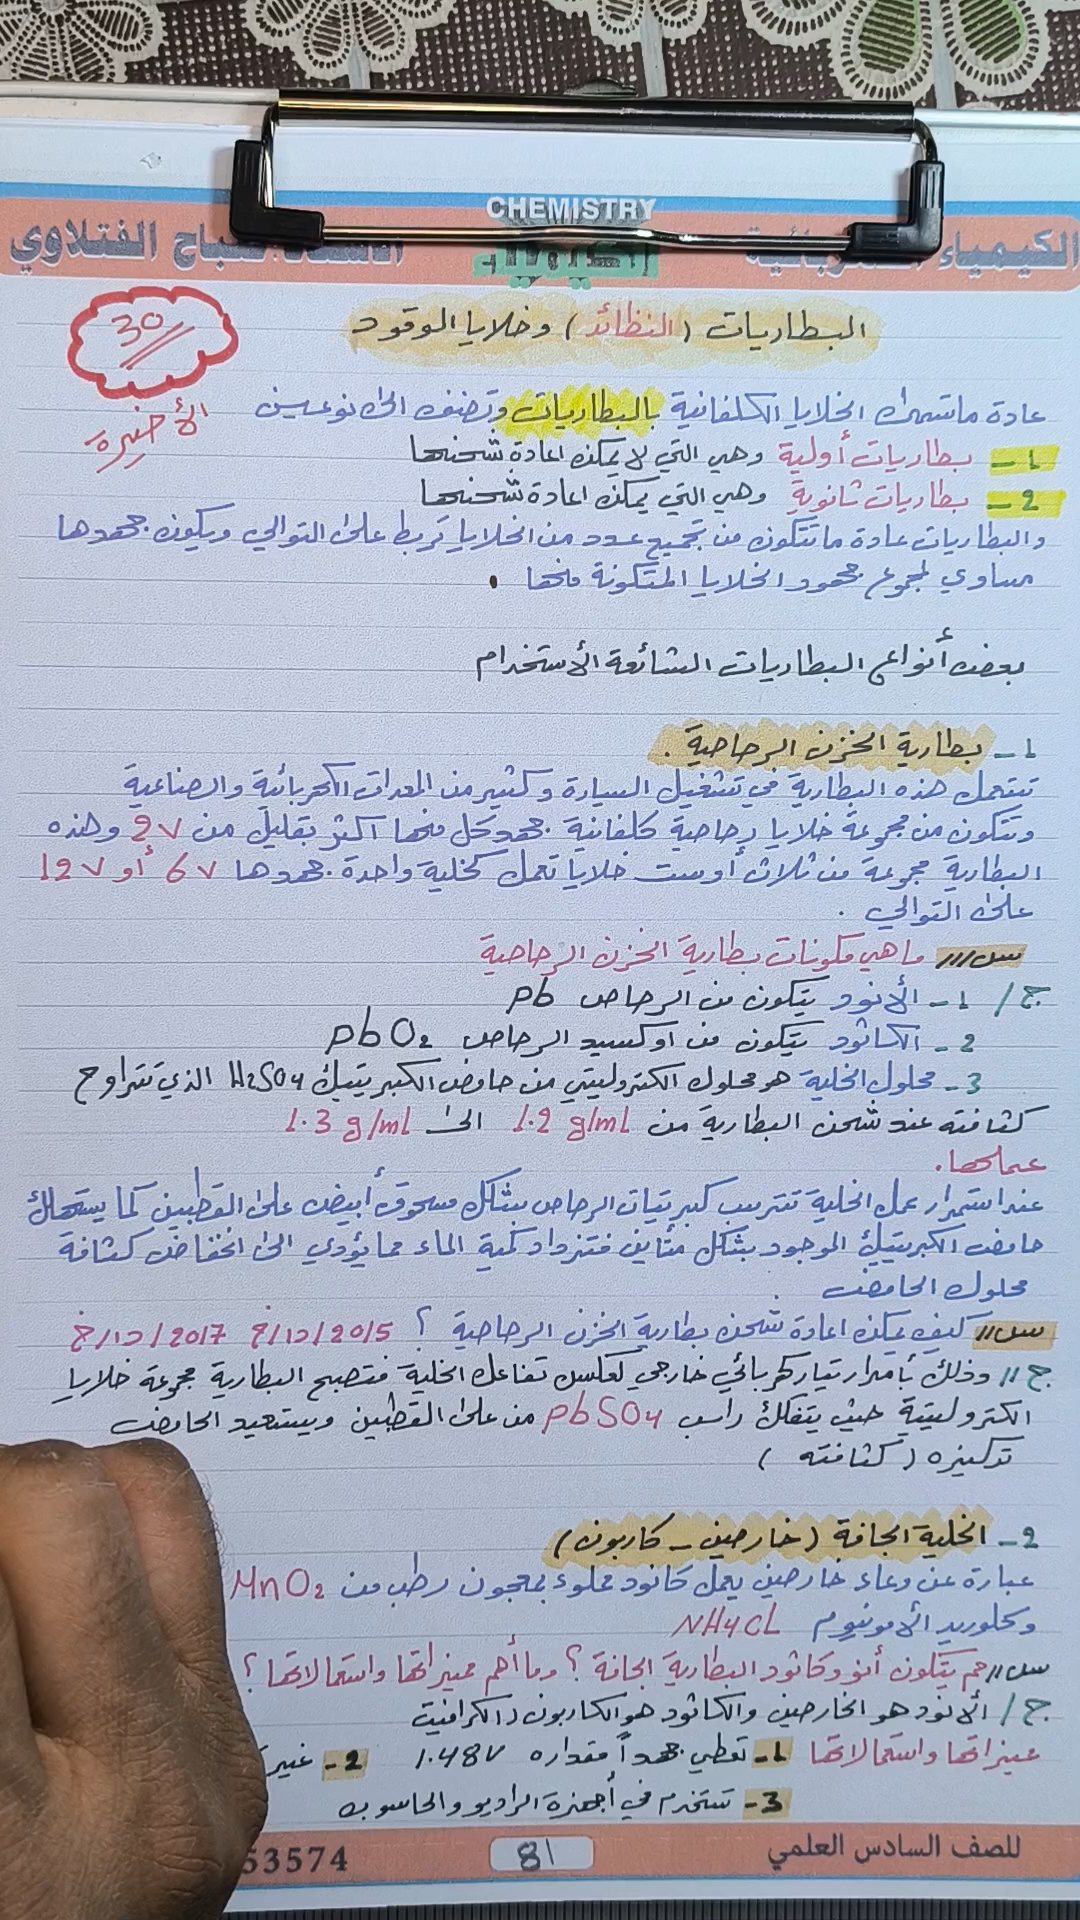 CHEMISTRY
الكيمياء الكهربائية
الكيمياء
صباح الفتلاوي
30
الأخيرة
البطاريات (النظائد) وخلايا الوقود
عادة ماتسمى الخلايا الكلفانية بالبطاريات وتصنف الى نوعين
1- بطاريات أولية وهي التي لا يمكن اعادة شحنها
2- بطاريات ثانوية وهي التي يمكن اعادة شحنها
والبطاريات عادة ماتتكون من تجميع عدد من الخلايا تربط على التوالي ويكون جهدها
مساوي لمجموع جهود الخلايا المتكونة منها .
بعض أنواع البطاريات الشائعة الأستخدام
1- بطارية الخزن الرصاصية .
تستعمل هذه البطارية في تشغيل السيارة وكثير من المعدات الكهربائية والصناعية
وتتكون من مجموعة خلايا رصاصية كلفانية جهد كل منها اكثر بقليل من 2V وهذه
البطارية مجموعة من ثلاث أو ست خلايا تعمل كخلية واحدة جهدها 6V أو 12V
على التوالي .
س/// ما هي مكونات بطارية الخزن الرصاصية
ج/ 1- الأنود يتكون من الرصاص Pb
2- الكاثود يتكون من اوكسيد الرصاص PbO₂
3- محلول الخلية هو محلول الكتروليتي من حامض الكبريتيك H₂SO₄ الذي تتراوح
كثافته عند شحن البطارية من 1.2 g/ml الى 1.3 g/ml
عملها.
عند استمرار عمل الخلية تترسب كبريتات الرصاص بشكل مسحوق أبيض على القطبين كما يستهلك
حامض الكبريتيك الموجود بشكل متأين فتزداد كمية الماء مما يؤدي الى انخفاض كثافة
محلول الحامض .
س// كيف يمكن اعادة شحن بطارية الخزن الرصاصية ؟ 2015/د/خ 2017/د/خ
ج// وذلك بأمرار تيار كهربائي خارجي لعكس تفاعل الخلية فتصبح البطارية مجموعة خلايا
الكتروليتية حيث يتفكك راسب PbSO₄ من على القطبين ويستعيد الحامض
تركيزه (كثافته)
2- الخلية الجافة (خارصين - كاربون)
عبارة عن وعاء خارصين يعمل كانود مملوء بمعجون رطب من MnO₂
وكلوريد الأمونيوم NH₄CL
س// مم يتكون أنود وكاثود البطارية الجافة ؟ وما أهم مميزاتها واستعمالاتها ؟
ج/ الأنود هو الخارصين والكاثود هو الكاربون (الكرافيت
مميزاتها واستعمالاتها 1- تعطي جهداً مقداره 1.48V 2- غير
3- تستخدم في أجهزة الراديو والحاسوب
للصف السادس العلمي
81
53574